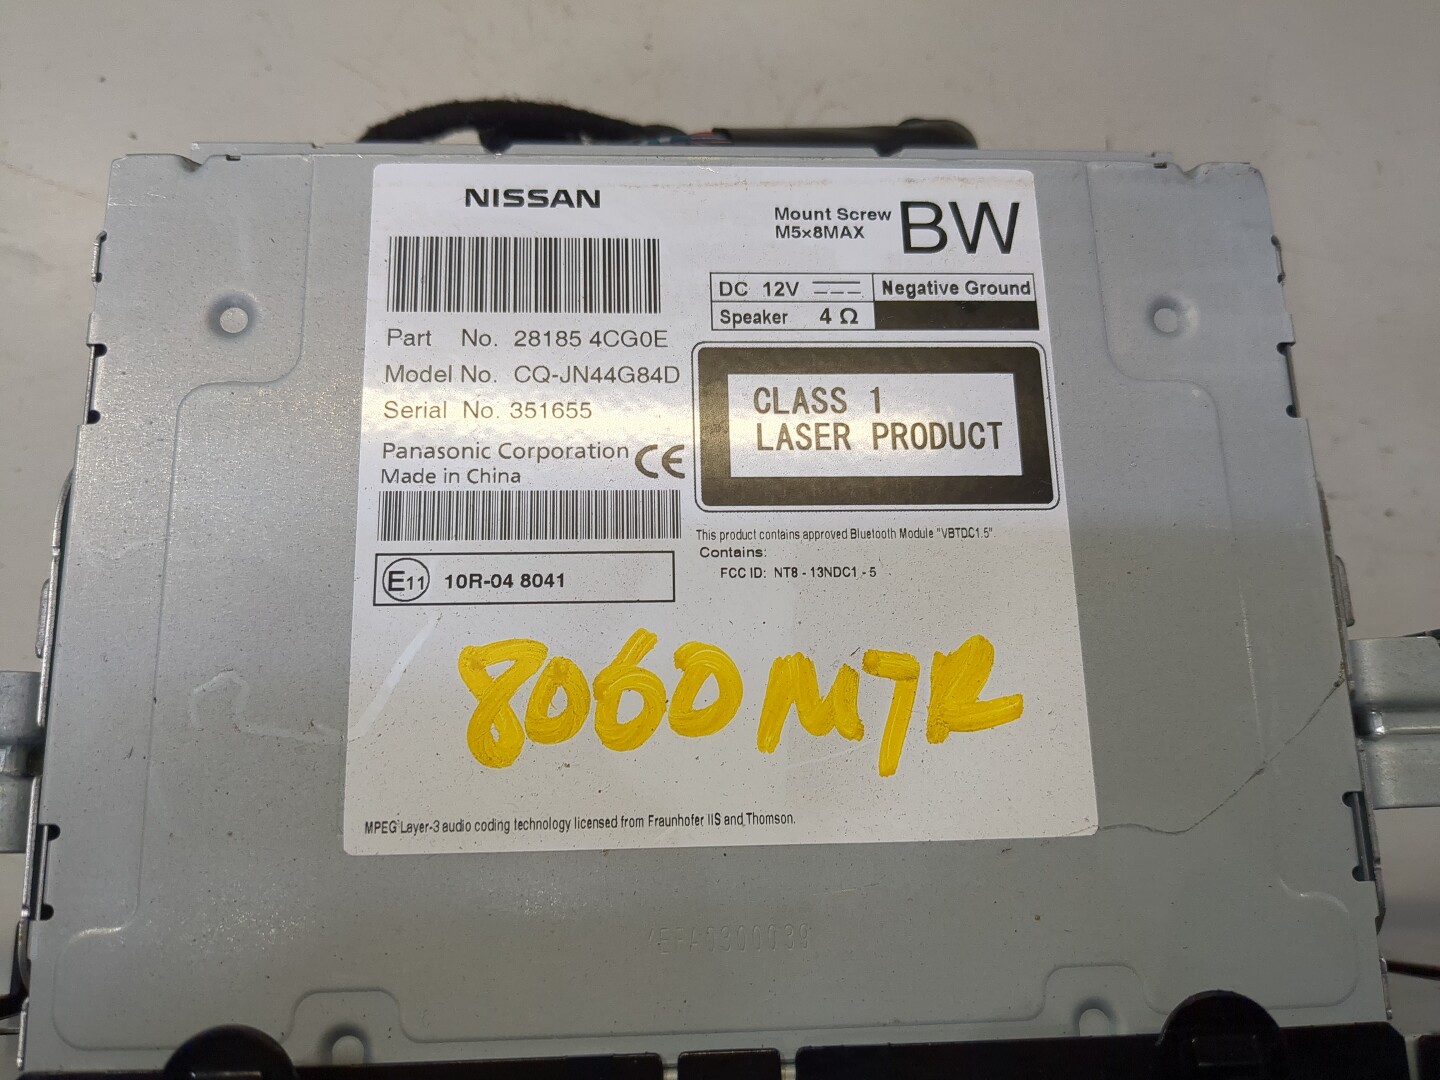 NISSAN
Mount Screw
M5×8MAX
BW
DC 12V
Negative Ground
Speaker 4 Ω
Part No. 28185 4CG0E
Model No. CQ-JN44G84D
Serial No. 351655
Panasonic Corporation
Made in China
CE
CLASS 1
LASER PRODUCT
This product contains approved Bluetooth Module "VBTDC1.5".
Contains:
FCC ID: NT8 - 13NDC1 - 5
E11 10R-04 8041
8060M7R
MPEG Layer-3 audio coding technology licensed from Fraunhofer IIS and Thomson.